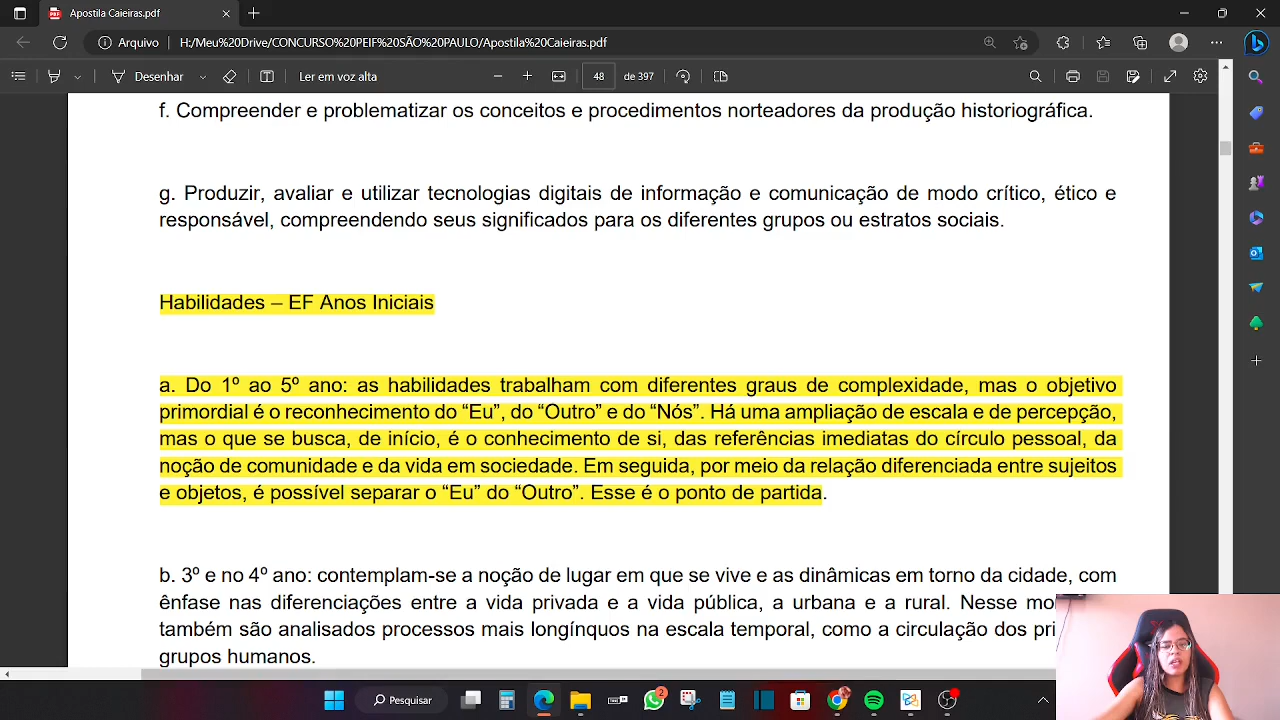 Apostila Caieiras.pdf
Arquivo H:/Meu%20Drive/CONCURSO%20PEIF%20SÃO%20PAULO/Apostila%20Caieiras.pdf
Desenhar Ler em voz alta 48 de 397
f. Compreender e problematizar os conceitos e procedimentos norteadores da produção historiográfica.
g. Produzir, avaliar e utilizar tecnologias digitais de informação e comunicação de modo crítico, ético e
responsável, compreendendo seus significados para os diferentes grupos ou estratos sociais.
Habilidades – EF Anos Iniciais
a. Do 1º ao 5º ano: as habilidades trabalham com diferentes graus de complexidade, mas o objetivo
primordial é o reconhecimento do “Eu”, do “Outro” e do “Nós”. Há uma ampliação de escala e de percepção,
mas o que se busca, de início, é o conhecimento de si, das referências imediatas do círculo pessoal, da
noção de comunidade e da vida em sociedade. Em seguida, por meio da relação diferenciada entre sujeitos
e objetos, é possível separar o “Eu” do “Outro”. Esse é o ponto de partida.
b. 3º e no 4º ano: contemplam-se a noção de lugar em que se vive e as dinâmicas em torno da cidade, com
ênfase nas diferenciações entre a vida privada e a vida pública, a urbana e a rural. Nesse mo
também são analisados processos mais longínquos na escala temporal, como a circulação dos pri
grupos humanos.
Pesquisar 2